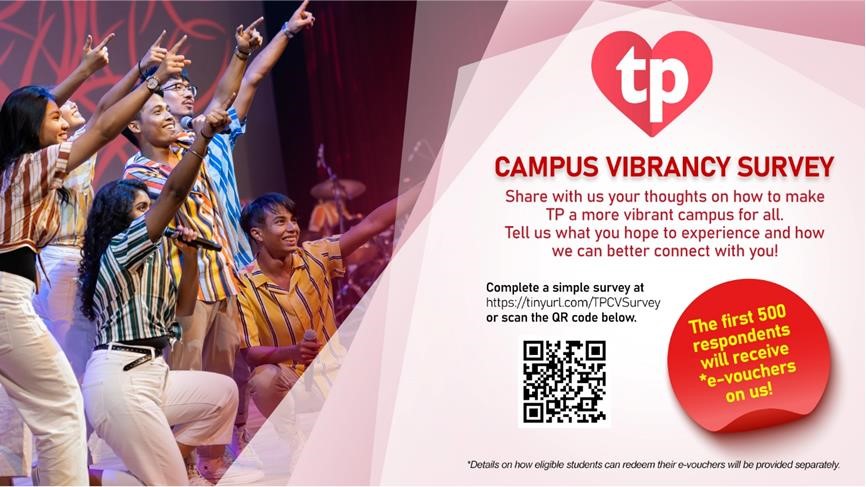 tp
CAMPUS VIBRANCY SURVEY
Share with us your thoughts on how to make
TP a more vibrant campus for all.
Tell us what you hope to experience and how
we can better connect with you!
Complete a simple survey at
https://tinyurl.com/TPCVSurvey
or scan the QR code below.
The first 500
respondents
will receive
*e-vouchers
on us!
*Details on how eligible students can redeem their e-vouchers will be provided separately.